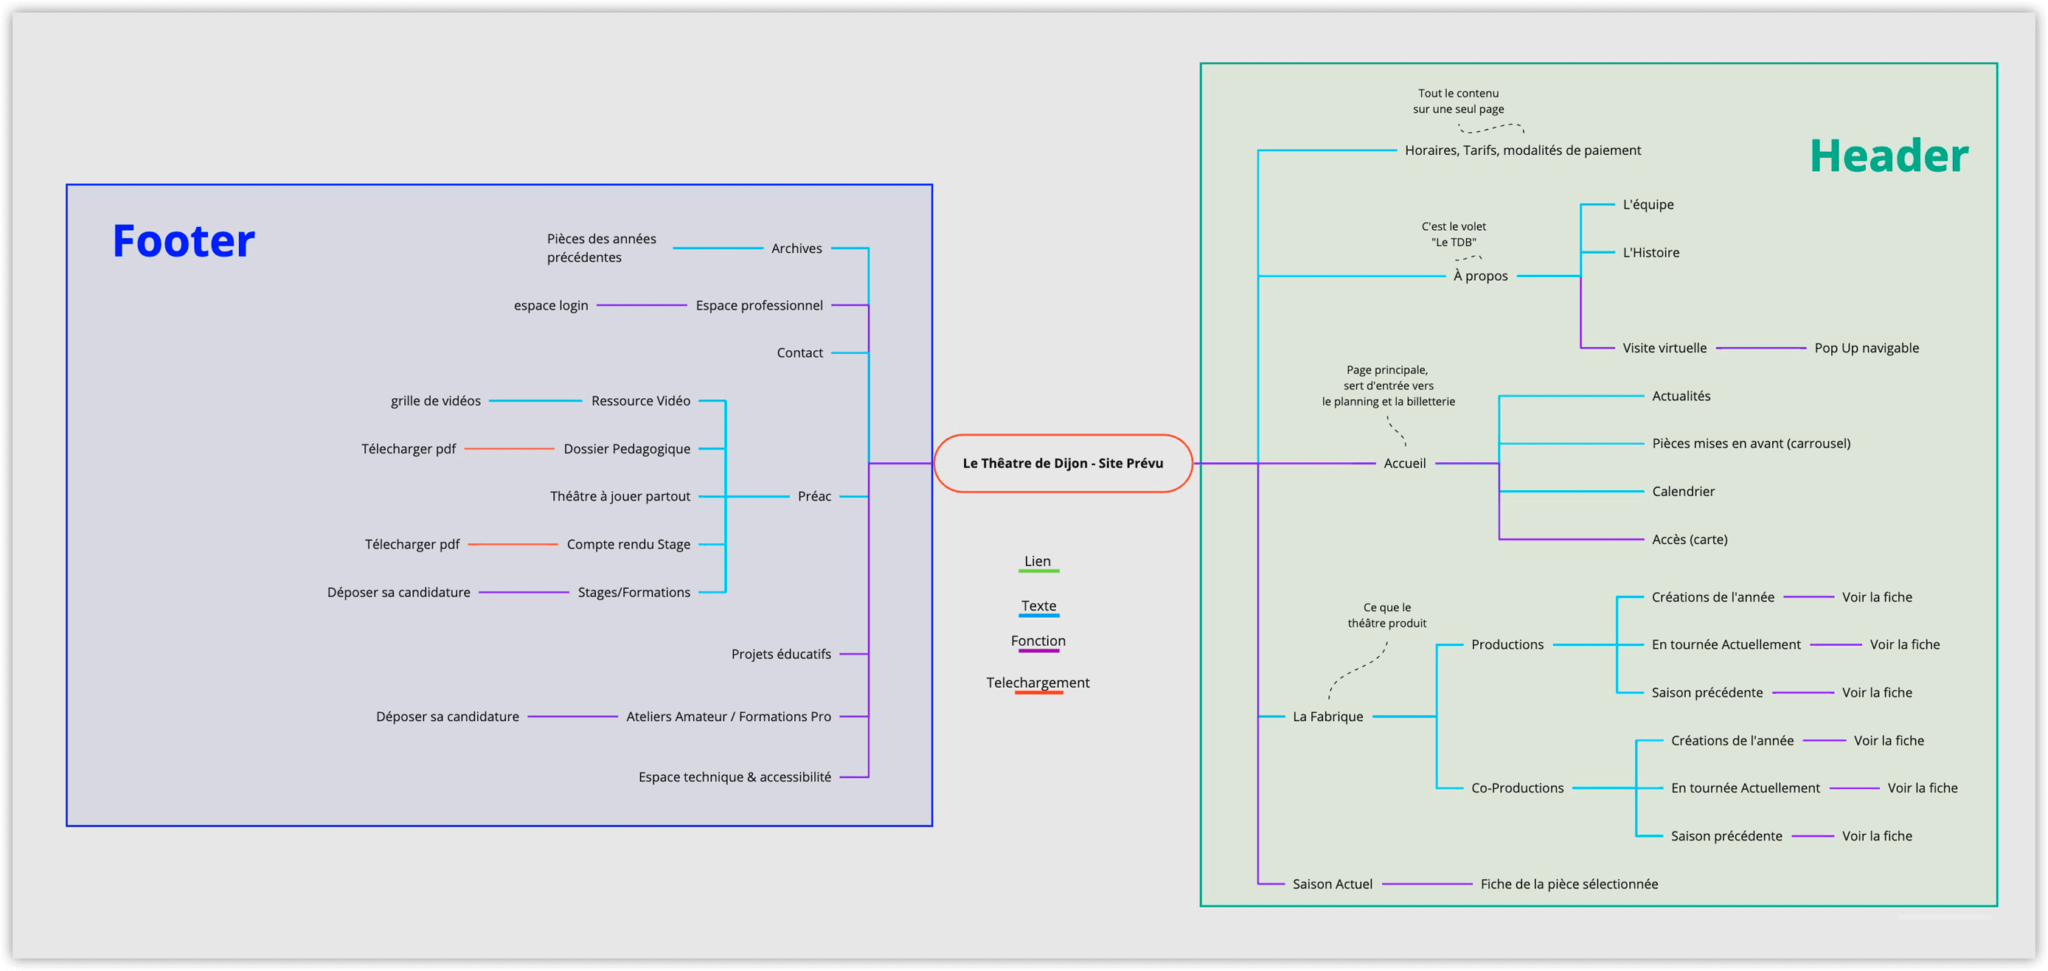 Footer
Pièces des années
précédentes
Archives
espace login
Espace professionnel
Contact
grille de vidéos
Ressource Vidéo
Télecharger pdf
Dossier Pedagogique
Théâtre à jouer partout
Préac
Télecharger pdf
Compte rendu Stage
Déposer sa candidature
Stages/Formations
Projets éducatifs
Déposer sa candidature
Ateliers Amateur / Formations Pro
Espace technique & accessibilité
Le Thêatre de Dijon - Site Prévu
Lien
Texte
Fonction
Telechargement
Header
Tout le contenu
sur une seul page
Horaires, Tarifs, modalités de paiement
C'est le volet
"Le TDB"
À propos
L'équipe
L'Histoire
Visite virtuelle
Pop Up navigable
Page principale,
sert d'entrée vers
le planning et la billetterie
Accueil
Actualités
Pièces mises en avant (carrousel)
Calendrier
Accès (carte)
Ce que le
théâtre produit
La Fabrique
Productions
Créations de l'année
Voir la fiche
En tournée Actuellement
Voir la fiche
Saison précédente
Voir la fiche
Co-Productions
Créations de l'année
Voir la fiche
En tournée Actuellement
Voir la fiche
Saison précédente
Voir la fiche
Saison Actuel
Fiche de la pièce sélectionnée